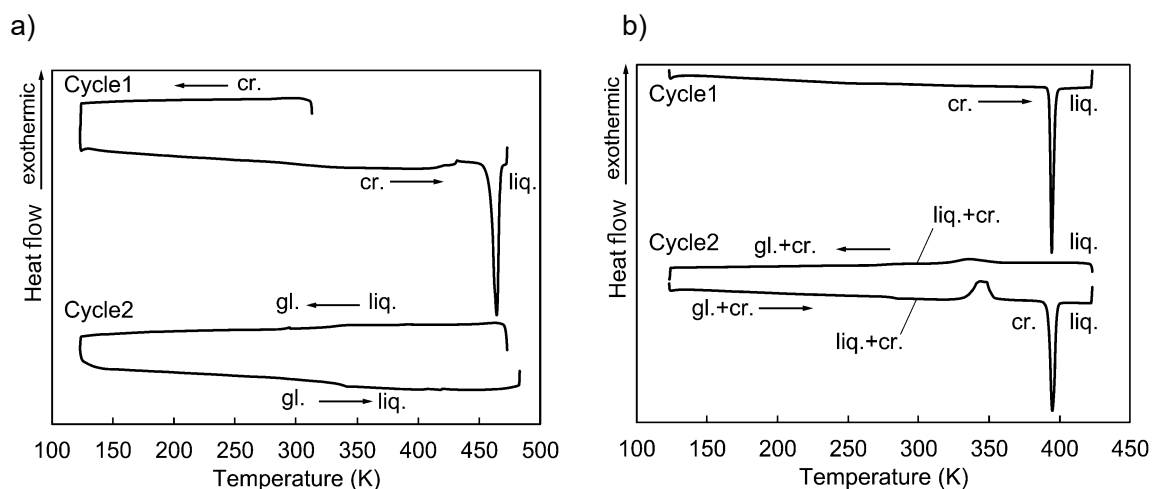 a)
Cycle1
cr.
cr.
liq.
Cycle2
gl.
liq.
gl.
liq.
Heat flow
exothermic
100 150 200 250 300 350 400 450 500
Temperature (K)
b)
Cycle1
cr.
liq.
Cycle2
gl.+cr.
liq.+cr.
liq.
gl.+cr.
liq.+cr.
cr.
liq.
Heat flow
exothermic
100 150 200 250 300 350 400 450
Temperature (K)